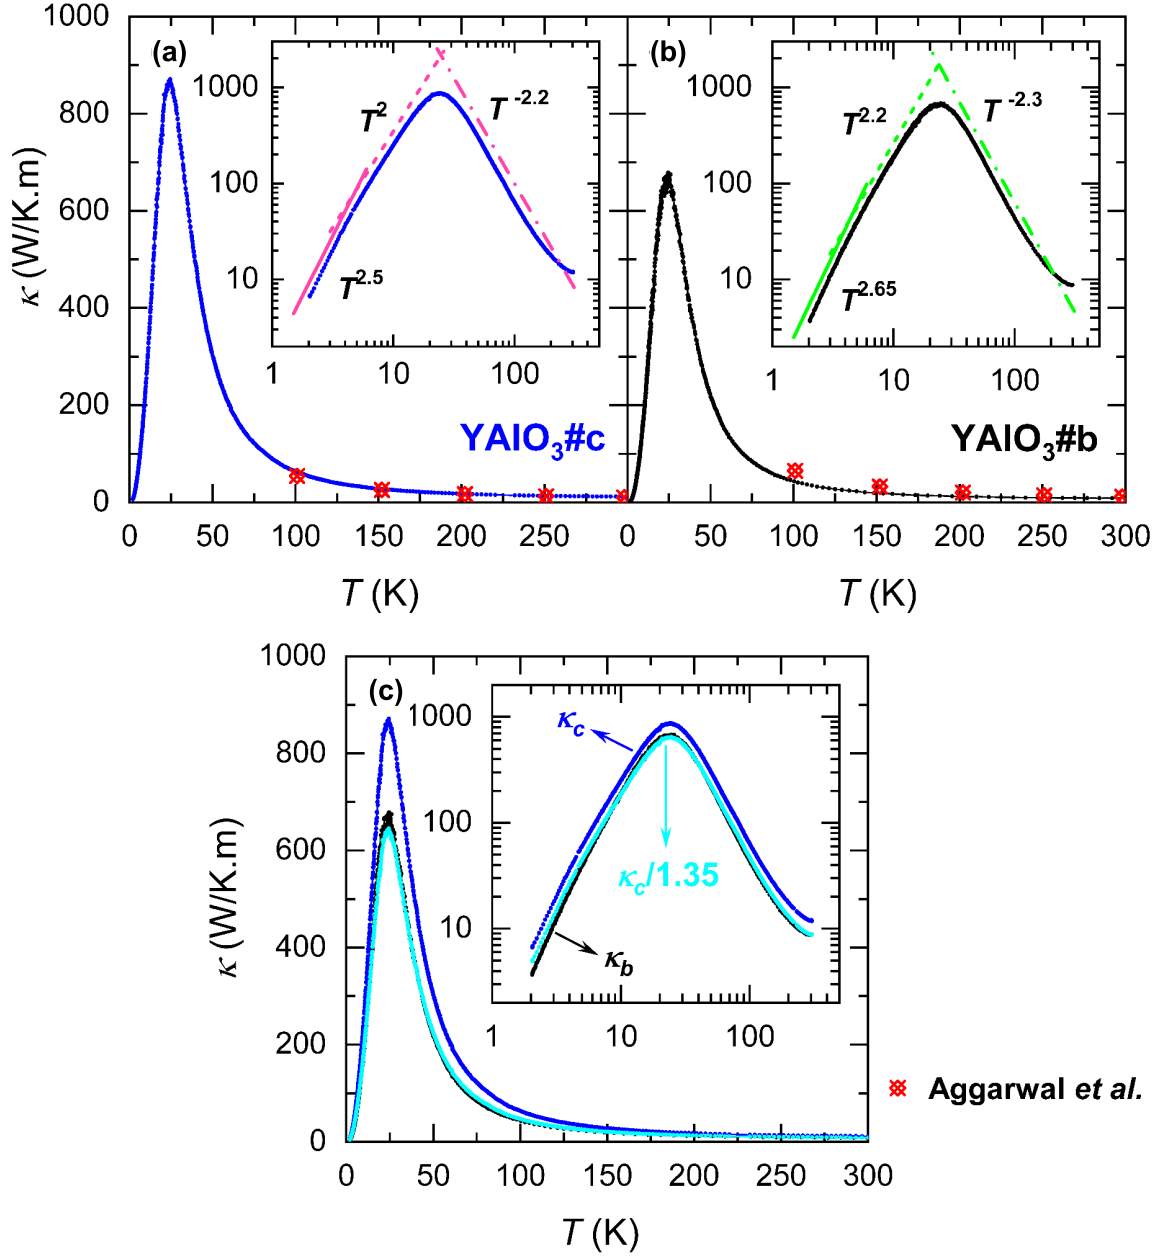 1000
800
600
400
200
0
κ (W/K.m)
(a)
1000
100
10
1
10
100
T²
T⁻²·²
T²·⁵
YAlO₃#c
0
50
100
150
200
250
T (K)
(b)
1000
100
10
1
10
100
T²·²
T⁻²·³
T²·⁶⁵
YAlO₃#b
0
50
100
150
200
250
300
T (K)
1000
800
600
400
200
0
κ (W/K.m)
(c)
1000
100
10
1
10
100
κc
κc/1.35
κb
0
50
100
150
200
250
300
T (K)
Aggarwal et al.